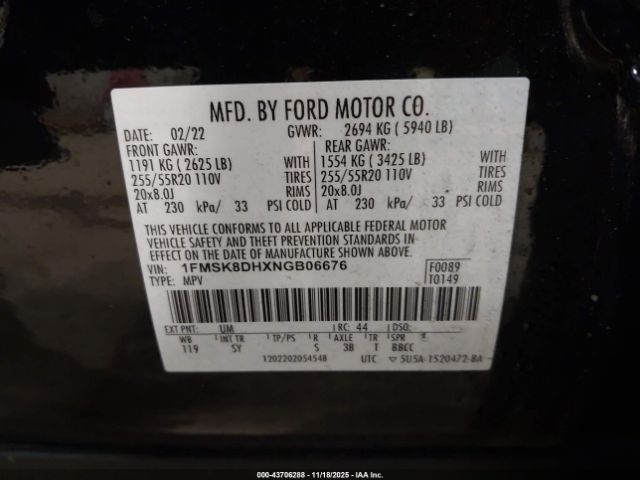 MFD. BY FORD MOTOR CO.
DATE: 02/22 GVWR: 2694 KG ( 5940 LB)
FRONT GAWR: REAR GAWR:
1191 KG ( 2625 LB) WITH 1554 KG ( 3425 LB) WITH
255/55R20 110V TIRES 255/55R20 110V TIRES
20x8.0J RIMS 20x8.0J RIMS
AT 230 kPa/ 33 PSI COLD AT 230 kPa/ 33 PSI COLD
THIS VEHICLE CONFORMS TO ALL APPLICABLE FEDERAL MOTOR
VEHICLE SAFETY AND THEFT PREVENTION STANDARDS IN EFFECT
ON THE DATE OF MANUFACTURE SHOWN ABOVE.
VIN: 1FMSK8DHXNGB06676 F0089
TYPE: MPV T0149
EXT PNT: UM RC: 44 DSO:
WB INT TR TP/PS R AXLE TR SPR
119 SY S 3B T BBCC
1202202054548 UTC 5U5A-1520472-BA
000-43706288 - 11/18/2025 - IAA Inc.